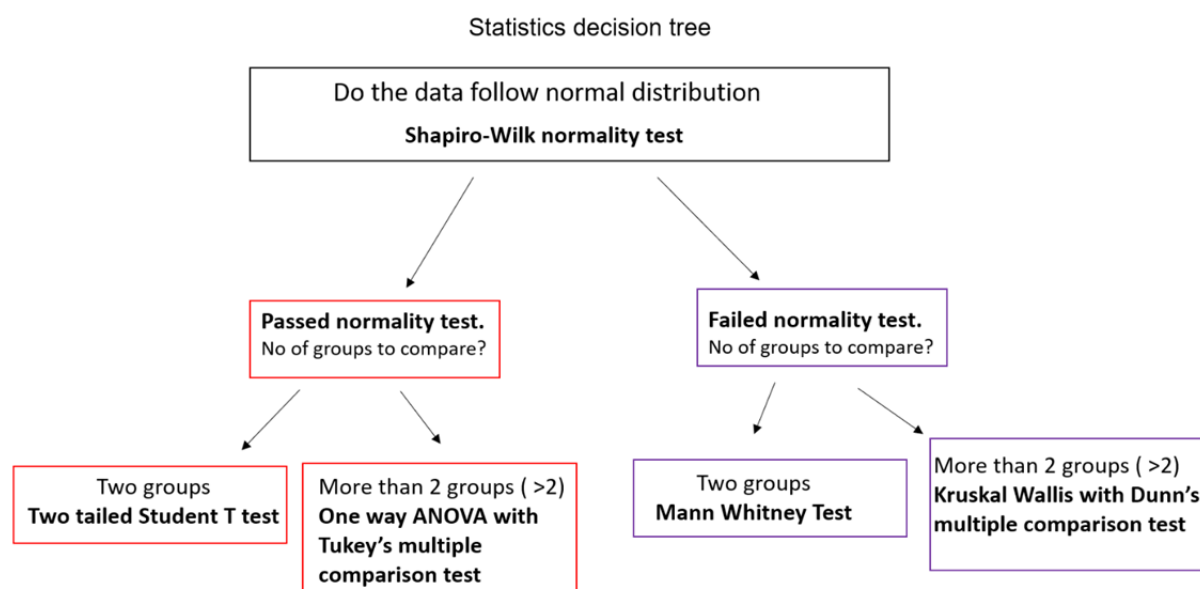 Statistics decision tree
Do the data follow normal distribution
Shapiro-Wilk normality test
Passed normality test.
No of groups to compare?
Failed normality test.
No of groups to compare?
Two groups
Two tailed Student T test
More than 2 groups ( >2)
One way ANOVA with
Tukey’s multiple
comparison test
Two groups
Mann Whitney Test
More than 2 groups ( >2)
Kruskal Wallis with Dunn’s
multiple comparison test